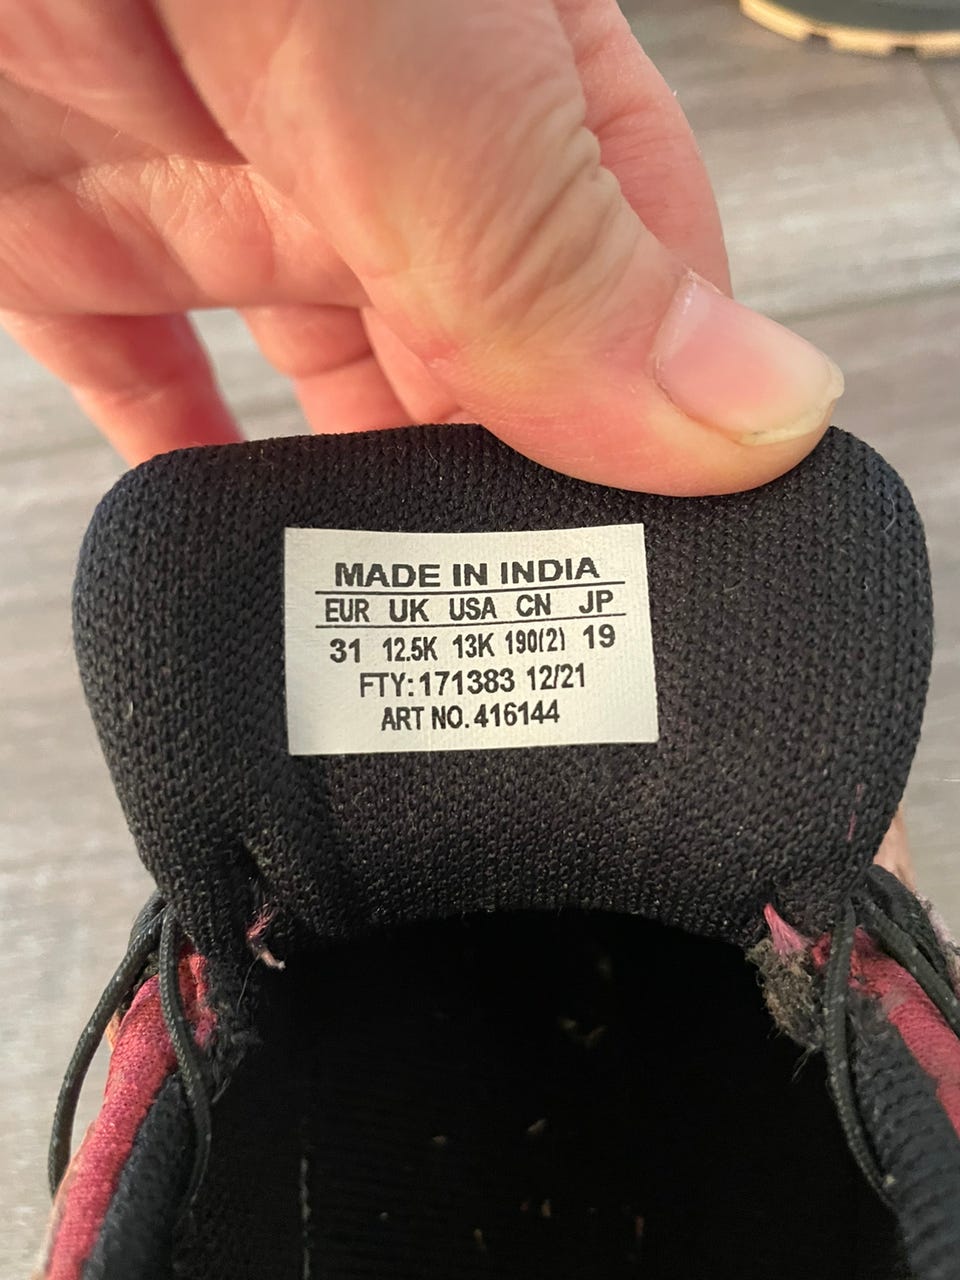 MADE IN INDIA
EUR UK USA CN JP
31 12.5K 13K 190(2) 19
FTY: 171383 12/21
ART NO. 416144